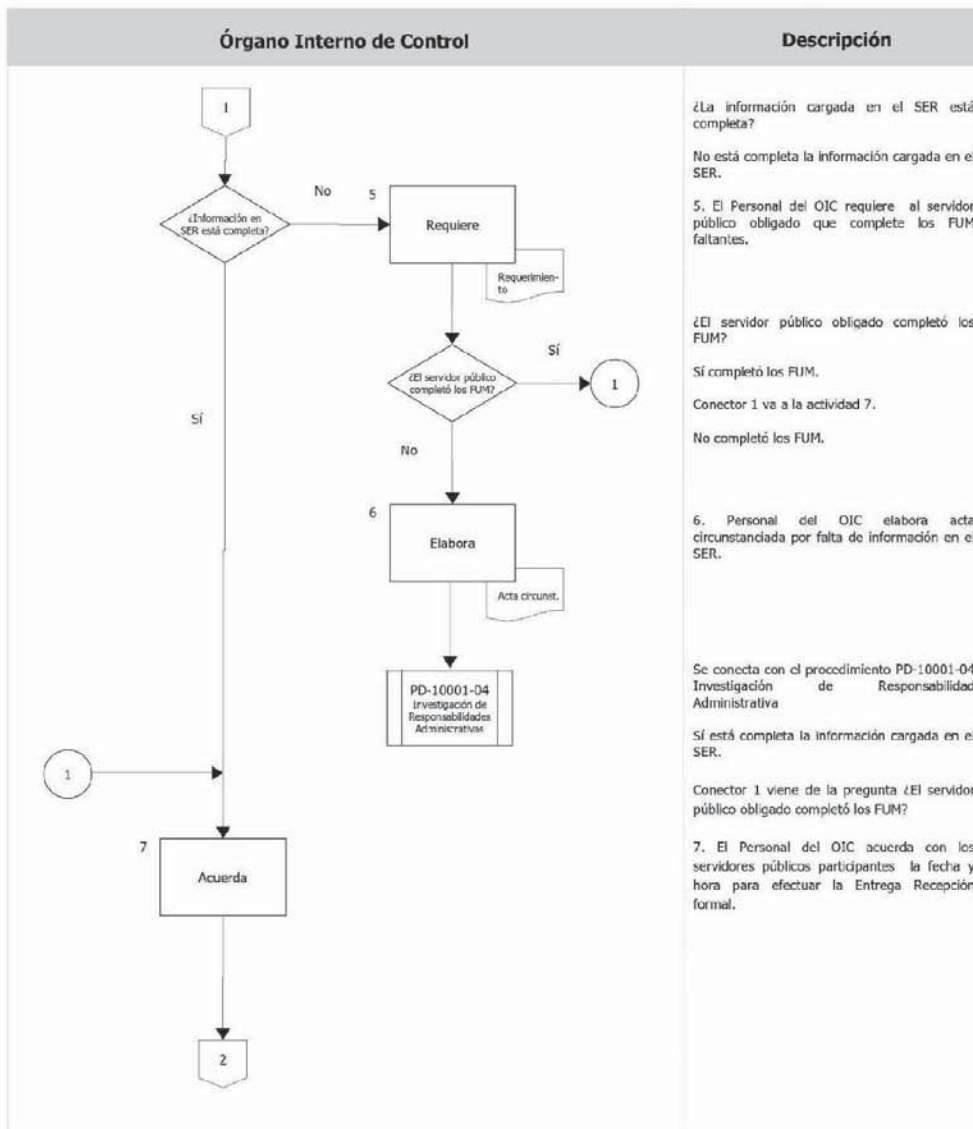 Órgano Interno de Control
Descripción
1
¿Información en
SER está completa?
No
5
Requiere
Requerimien-
to
¿El servidor público
completó los FUM?
Sí
1
No
Sí
6
Elabora
Acta circunst.
PD-10001-04
Investigación de
Responsabilidades
Administrativas
1
7
Acuerda
2
¿La información cargada en el SER está
completa?
No está completa la información cargada en el
SER.
5. El Personal del OIC requiere al servidor
público obligado que complete los FUM
faltantes.
¿El servidor público obligado completó los
FUM?
Sí completó los FUM.
Conector 1 va a la actividad 7.
No completó los FUM.
6. Personal del OIC elabora acta
circunstanciada por falta de información en el
SER.
Se conecta con el procedimiento PD-10001-04
Investigación de Responsabilidad
Administrativa
Sí está completa la información cargada en el
SER.
Conector 1 viene de la pregunta ¿El servidor
público obligado completó los FUM?
7. El Personal del OIC acuerda con los
servidores públicos participantes la fecha y
hora para efectuar la Entrega Recepción
formal.